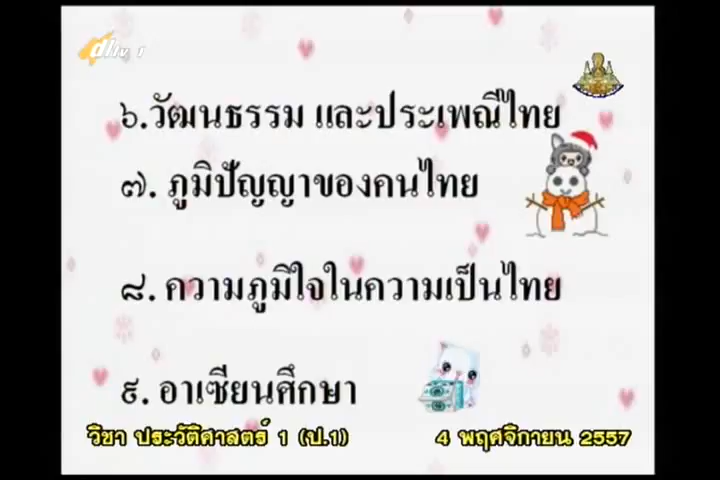 dltv 1
๖.วัฒนธรรม และประเพณีไทย
๗. ภูมิปัญญาของคนไทย
๘. ความภูมิใจในความเป็นไทย
๙. อาเซียนศึกษา
วิชา ประวัติศาสตร์ 1 (ป.1) 4 พฤศจิกายน 2557